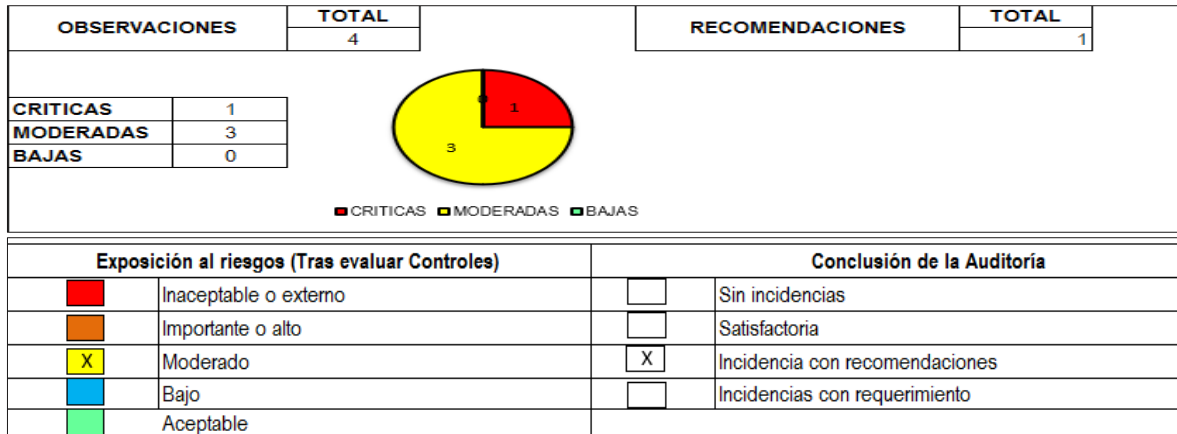 OBSERVACIONES TOTAL RECOMENDACIONES TOTAL
4 1
CRITICAS 1
MODERADAS 3
BAJAS 0
0 1
3
CRITICAS MODERADAS BAJAS
Exposición al riesgos (Tras evaluar Controles) Conclusión de la Auditoría
Inaceptable o externo Sin incidencias
Importante o alto Satisfactoria
X Moderado X Incidencia con recomendaciones
Bajo Incidencias con requerimiento
Aceptable